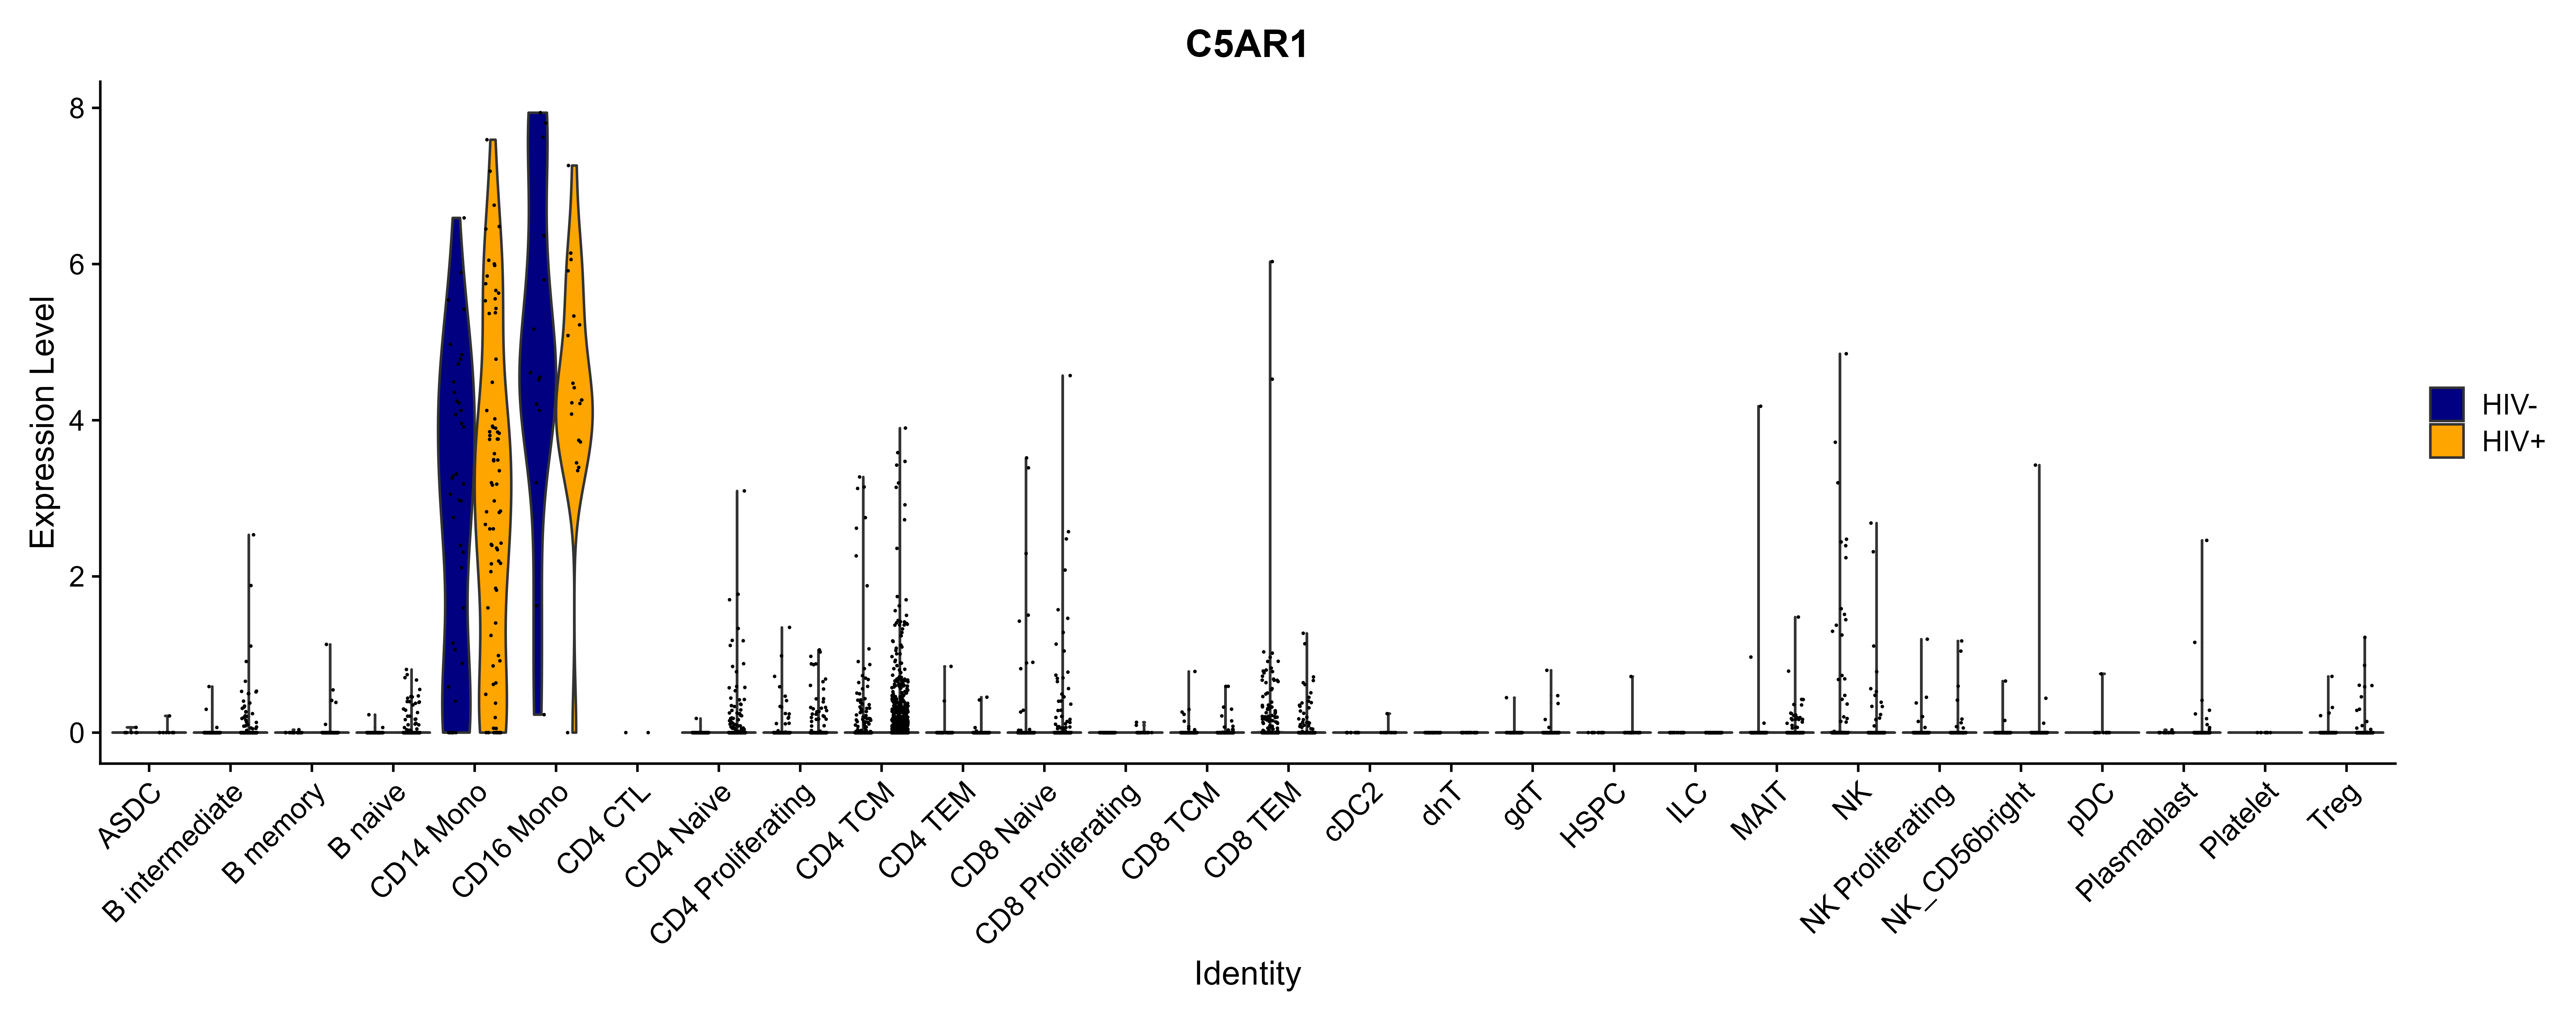 C5AR1
Expression Level
8
6
4
2
0
ASDC
B intermediate
B memory
B naive
CD14 Mono
CD16 Mono
CD4 CTL
CD4 Naive
CD4 Proliferating
CD4 TCM
CD4 TEM
CD8 Naive
CD8 Proliferating
CD8 TCM
CD8 TEM
cDC2
dnT
gdT
HSPC
ILC
MAIT
NK
NK Proliferating
NK_CD56bright
pDC
Plasmablast
Platelet
Treg
Identity
HIV-
HIV+